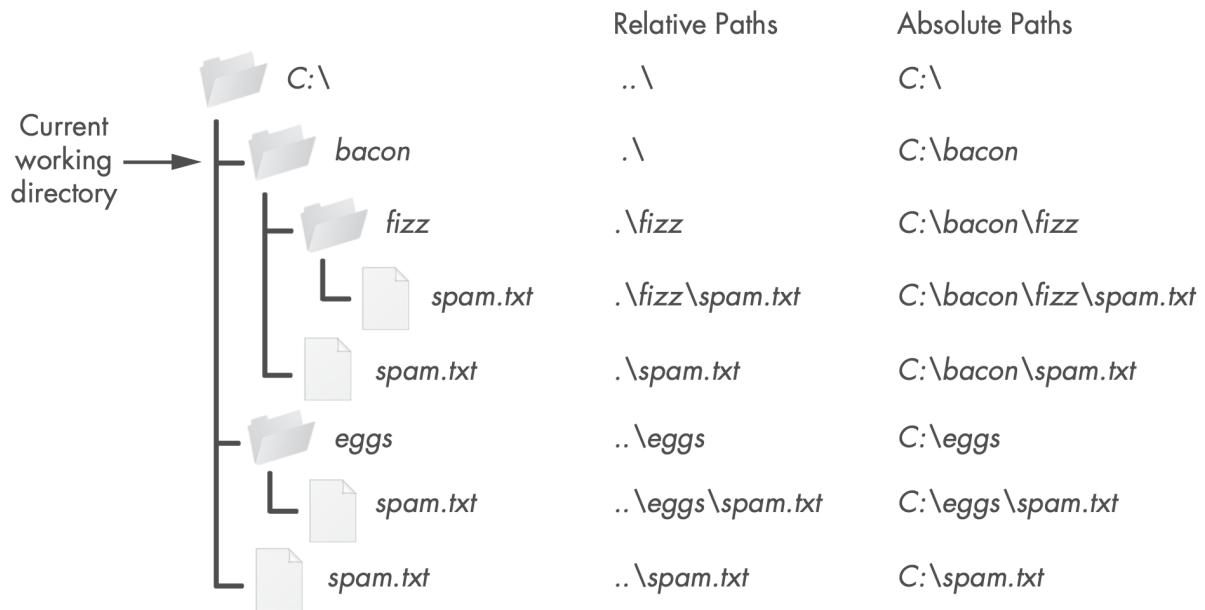 Relative Paths Absolute Paths
C:\ ..\ C:\
Current
working
directory
bacon .\ C:\bacon
fizz .\fizz C:\bacon\fizz
spam.txt .\fizz\spam.txt C:\bacon\fizz\spam.txt
spam.txt .\spam.txt C:\bacon\spam.txt
eggs ..\eggs C:\eggs
spam.txt ..\eggs\spam.txt C:\eggs\spam.txt
spam.txt ..\spam.txt C:\spam.txt